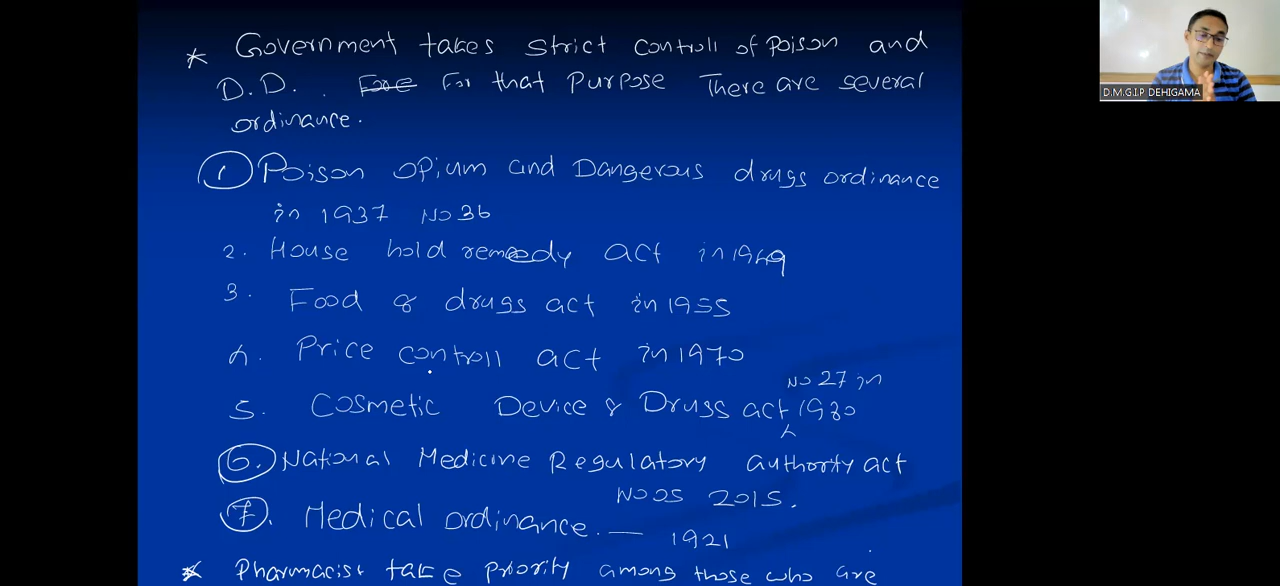 * Government takes strict controll of Poison and
D.D. . For that Purpose There are several
ordinance.
1. Poison opium and Dangerous drugs ordinance
in 1937 No 36
2. House hold remedy act in 1949
3. Food & drugs act in 1955
4. Price controll act in 1970
No 27 in
5. Cosmetic Device & Drugs act 1980
6. National Medicine Regulatory authority act
No 05 2015.
7. Medical ordinance. — 1921
* Pharmacist take priority among those who are
D.M.G.I.P DEHIGAMA